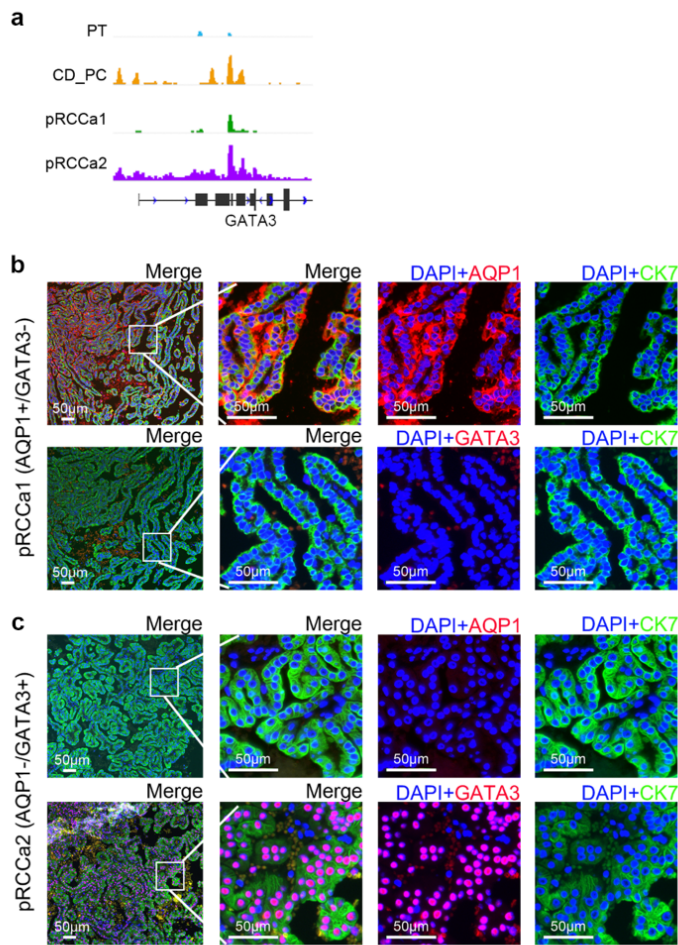 a
PT
CD_PC
pRCCa1
pRCCa2
GATA3
b
pRCCa1 (AQP1+/GATA3-)
Merge Merge DAPI+AQP1 DAPI+CK7
50μm 50μm 50μm 50μm
Merge Merge DAPI+GATA3 DAPI+CK7
50μm 50μm 50μm 50μm
c
pRCCa2 (AQP1-/GATA3+)
Merge Merge DAPI+AQP1 DAPI+CK7
50μm 50μm 50μm 50μm
Merge Merge DAPI+GATA3 DAPI+CK7
50μm 50μm 50μm 50μm